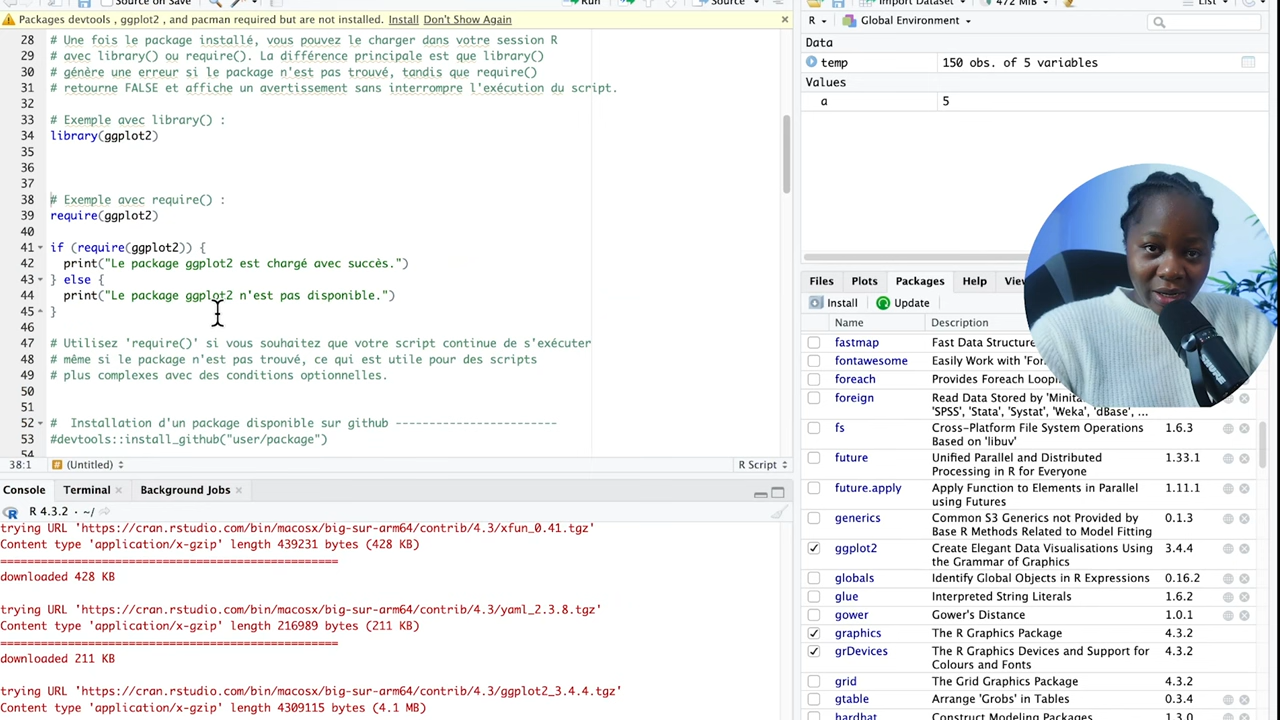 Source on Save
Run
Source
Import Dataset
472 MiB
List
Packages devtools , ggplot2 , and pacman required but are not installed. Install Don't Show Again
R
Global Environment
28 # Une fois le package installé, vous pouvez le charger dans votre session R
29 # avec library() ou require(). La différence principale est que library()
30 # génère une erreur si le package n'est pas trouvé, tandis que require()
31 # retourne FALSE et affiche un avertissement sans interrompre l'exécution du script.
32
33 # Exemple avec library() :
34 library(ggplot2)
35
36
37
38 # Exemple avec require() :
39 require(ggplot2)
40
41 if (require(ggplot2)) {
42 print("Le package ggplot2 est chargé avec succès.")
43 } else {
44 print("Le package ggplot2 n'est pas disponible.")
45 }
46
47 # Utilisez 'require()' si vous souhaitez que votre script continue de s'exécuter
48 # même si le package n'est pas trouvé, ce qui est utile pour des scripts
49 # plus complexes avec des conditions optionnelles.
50
51
52 #  Installation d'un package disponible sur github -----------------------
53 #devtools::install_github("user/package")
54
38:1 # (Untitled) R Script
Console Terminal Background Jobs
R 4.3.2 · ~/
trying URL 'https://cran.rstudio.com/bin/macosx/big-sur-arm64/contrib/4.3/xfun_0.41.tgz'
Content type 'application/x-gzip' length 439231 bytes (428 KB)
==================================================
downloaded 428 KB
trying URL 'https://cran.rstudio.com/bin/macosx/big-sur-arm64/contrib/4.3/yaml_2.3.8.tgz'
Content type 'application/x-gzip' length 216989 bytes (211 KB)
==================================================
downloaded 211 KB
trying URL 'https://cran.rstudio.com/bin/macosx/big-sur-arm64/contrib/4.3/ggplot2_3.4.4.tgz'
Content type 'application/x-gzip' length 4309115 bytes (4.1 MB)
Data
temp 150 obs. of 5 variables
Values
a 5
Files Plots Packages Help
Install Update
Name Description
fastmap Fast Data
fontawesome Easily Work with
foreach Provides Foreach
foreign Read Data Stored by
'SPSS', 'Stata', 'Systat', 'Weka', 'dBase', ...
fs Cross-Platform File System Operations 1.6.3
Based on 'libuv'
future Unified Parallel and Distributed 1.33.1
Processing in R for Everyone
future.apply Apply Function to Elements in Parallel 1.11.1
using Futures
generics Common S3 Generics not Provided by 0.1.3
Base R Methods Related to Model Fitting
ggplot2 Create Elegant Data Visualisations Using 3.4.4
the Grammar of Graphics
globals Identify Global Objects in R Expressions 0.16.2
glue Interpreted String Literals 1.6.2
gower Gower's Distance 1.0.1
graphics The R Graphics Package 4.3.2
grDevices The R Graphics Devices and Support for 4.3.2
Colours and Fonts
grid The Grid Graphics Package 4.3.2
gtable Arrange 'Grobs' in Tables 0.3.4
hardhat Construct Modeling Packages 1.3.0